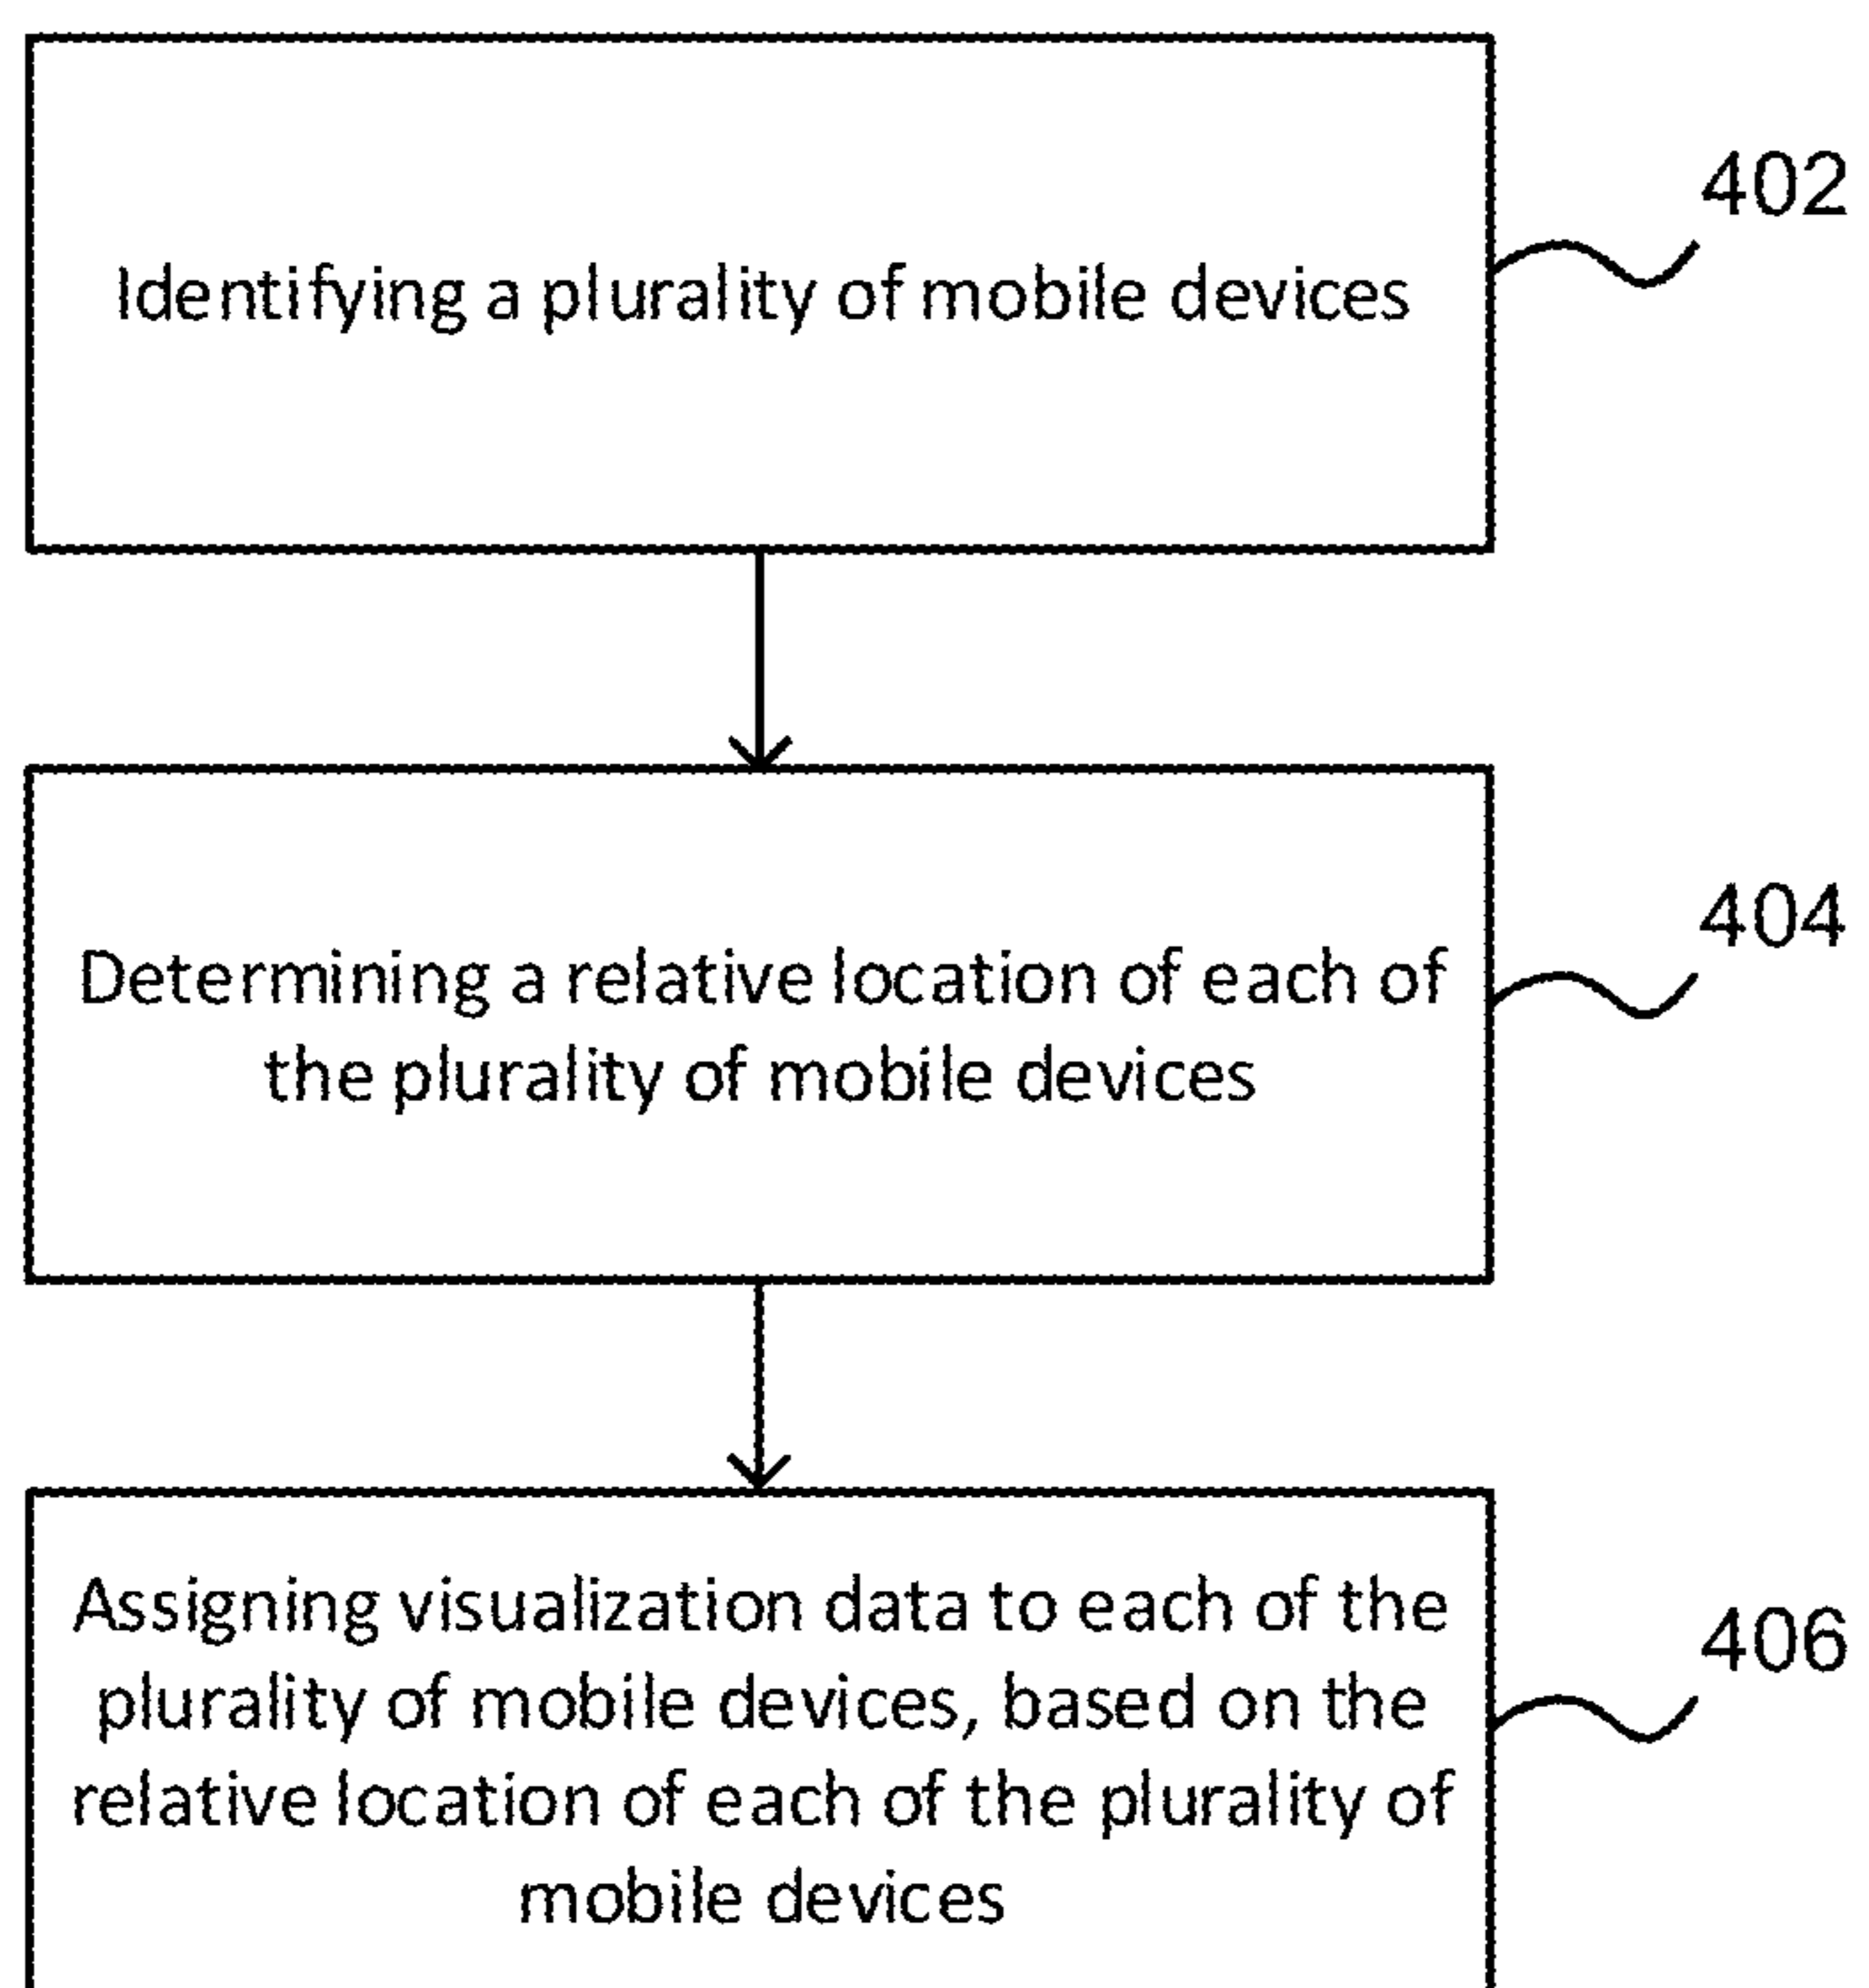 402
Identifying a plurality of mobile devices
404
Determining a relative location of each of
the plurality of mobile devices
406
Assigning visualization data to each of the
plurality of mobile devices, based on the
relative location of each of the plurality of
mobile devices